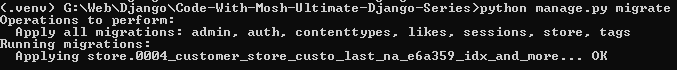 (.venv) G:\Web\Django\Code-With-Mosh-Ultimate-Django-Series>python manage.py migrate
Operations to perform:
  Apply all migrations: admin, auth, contenttypes, likes, sessions, store, tags
Running migrations:
  Applying store.0004_customer_store_custo_last_na_e6a359_idx_and_more... OK